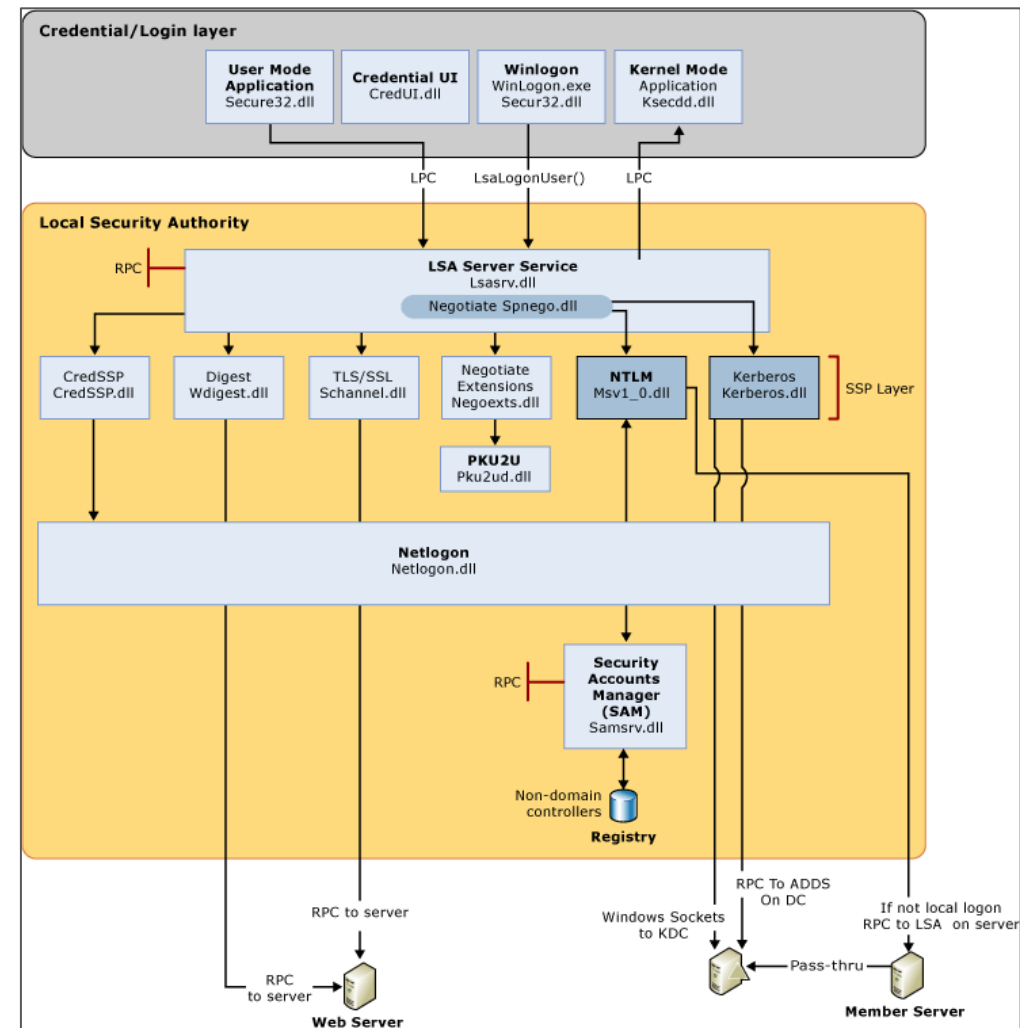 Credential/Login layer
User Mode
Application
Secure32.dll
Credential UI
CredUI.dll
Winlogon
WinLogon.exe
Secur32.dll
Kernel Mode
Application
Ksecdd.dll
LPC
LsaLogonUser()
LPC
Local Security Authority
RPC
LSA Server Service
Lsasrv.dll
Negotiate Spnego.dll
CredSSP
CredSSP.dll
Digest
Wdigest.dll
TLS/SSL
Schannel.dll
Negotiate
Extensions
Negoexts.dll
NTLM
Msv1_0.dll
Kerberos
Kerberos.dll
SSP Layer
PKU2U
Pku2ud.dll
Netlogon
Netlogon.dll
RPC
Security
Accounts
Manager
(SAM)
Samsrv.dll
Non-domain
controllers
Registry
RPC to server
RPC
to server
Web Server
Windows Sockets
to KDC
RPC To ADDS
On DC
If not local logon
RPC to LSA on server
Pass-thru
Member Server